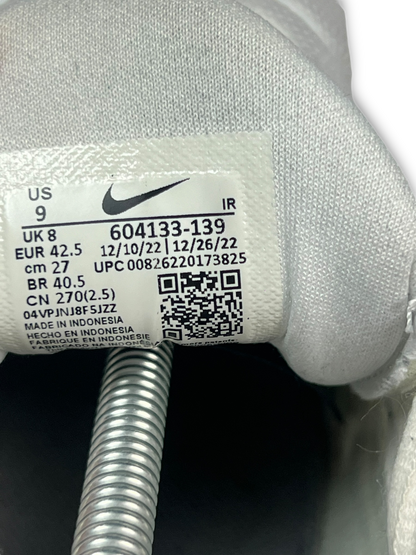 US
9
IR
UK 8
604133-139
EUR 42.5
12/10/22 | 12/26/22
cm 27
UPC 00826220173825
BR 40.5
CN 270(2.5)
04VPJNJ8F5JZZ
MADE IN INDONESIA
HECHO EN INDONESIA
FABRIQUE EN INDONESIE
FABRICADO NA INDONESIA